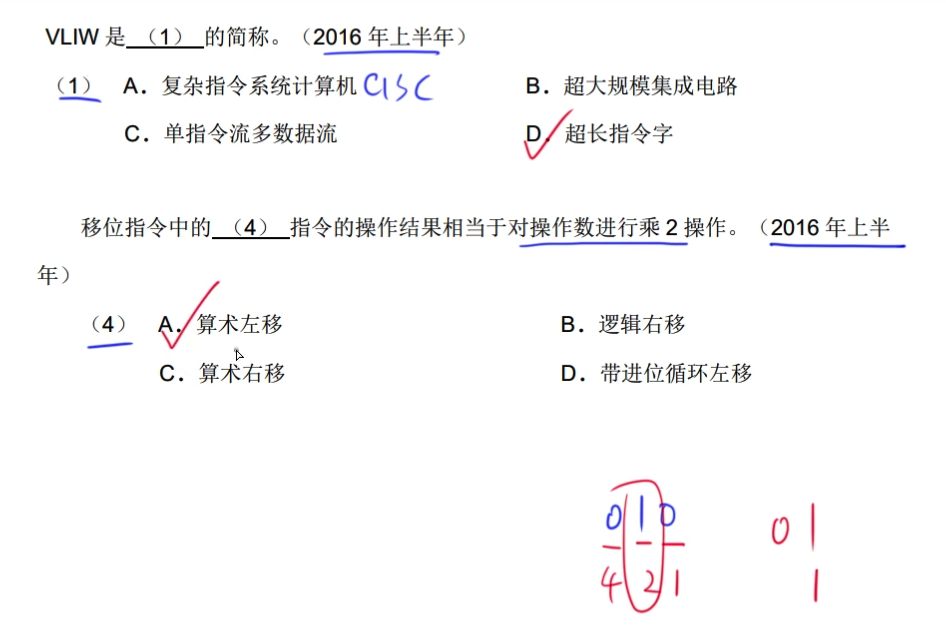 VLIW 是 （1） 的简称。（2016 年上半年）
（1） A．复杂指令系统计算机 CISC B．超大规模集成电路
C．单指令流多数据流 D．超长指令字
移位指令中的 （4） 指令的操作结果相当于对操作数进行乘 2 操作。（2016 年上半
年）
（4） A．算术左移 B．逻辑右移
C．算术右移 D．带进位循环左移
0 1 0 0 1
4 2 1 1